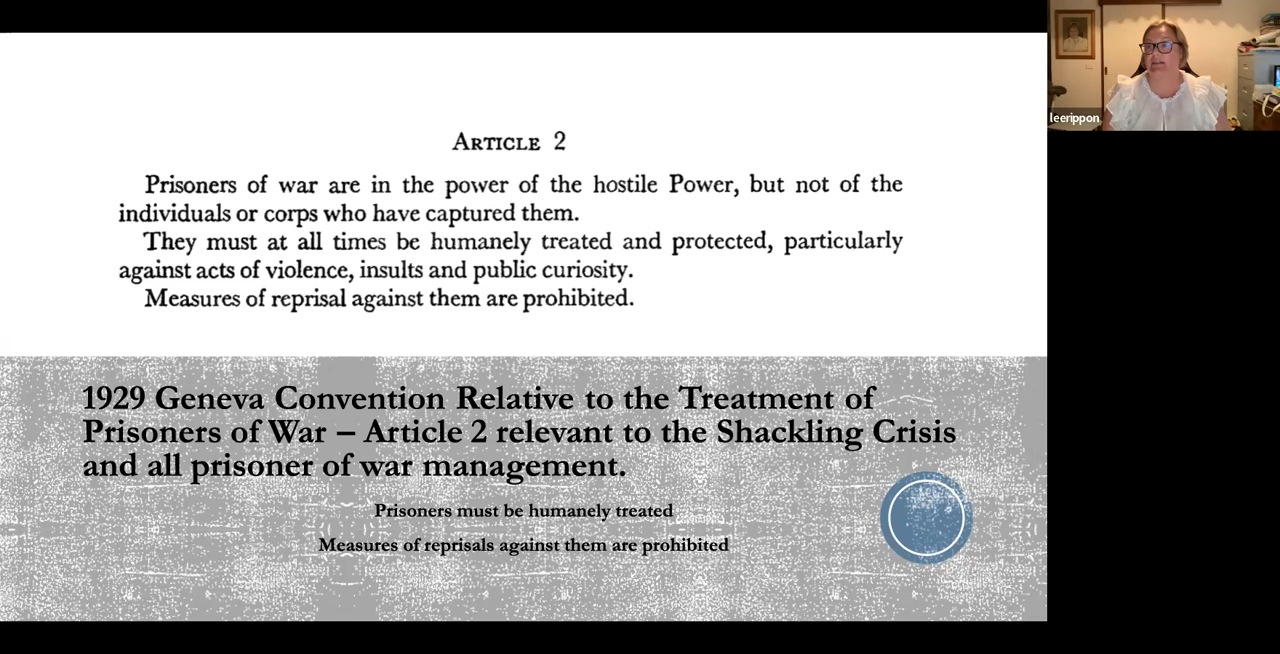 ARTICLE 2
Prisoners of war are in the power of the hostile Power, but not of the
individuals or corps who have captured them.
They must at all times be humanely treated and protected, particularly
against acts of violence, insults and public curiosity.
Measures of reprisal against them are prohibited.
1929 Geneva Convention Relative to the Treatment of
Prisoners of War – Article 2 relevant to the Shackling Crisis
and all prisoner of war management.
Prisoners must be humanely treated
Measures of reprisals against them are prohibited
leerippon